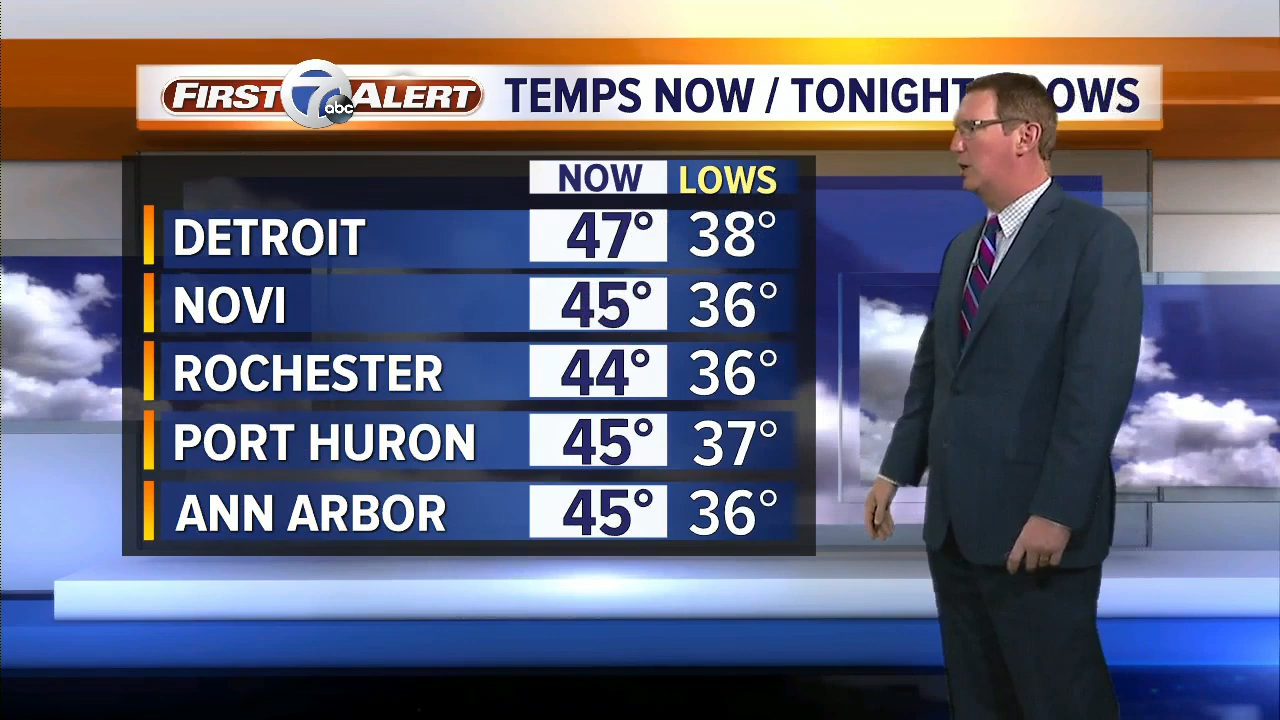 FIRST 7 abc ALERT TEMPS NOW / TONIGHT
NOW LOWS
DETROIT 47° 38°
NOVI 45° 36°
ROCHESTER 44° 36°
PORT HURON 45° 37°
ANN ARBOR 45° 36°